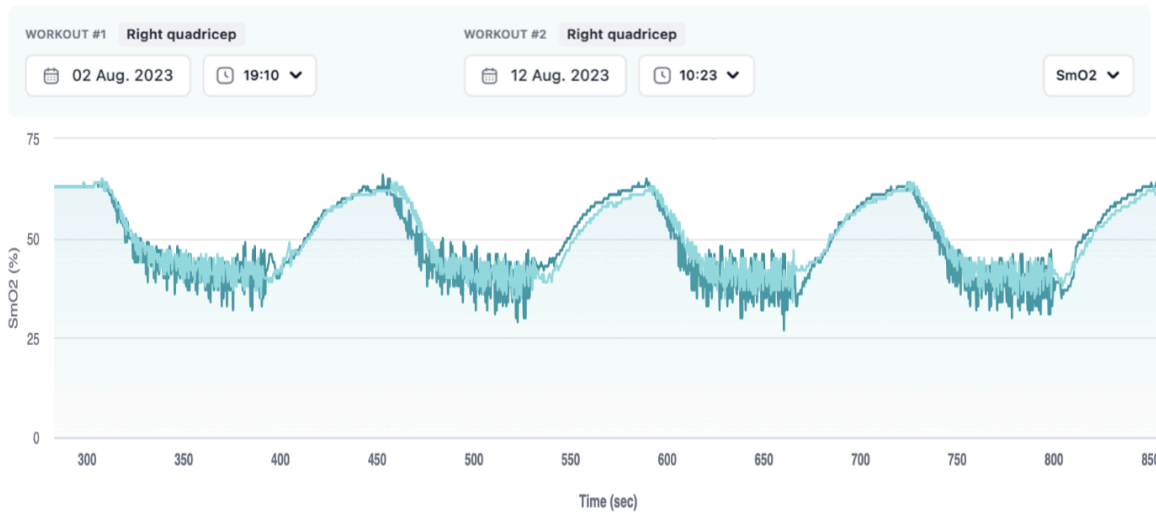 WORKOUT #1 Right quadricep WORKOUT #2 Right quadricep
02 Aug. 2023 19:10 12 Aug. 2023 10:23 SmO2
75
50
25
0
SmO2 (%)
300 350 400 450 500 550 600 650 700 750 800 850
Time (sec)